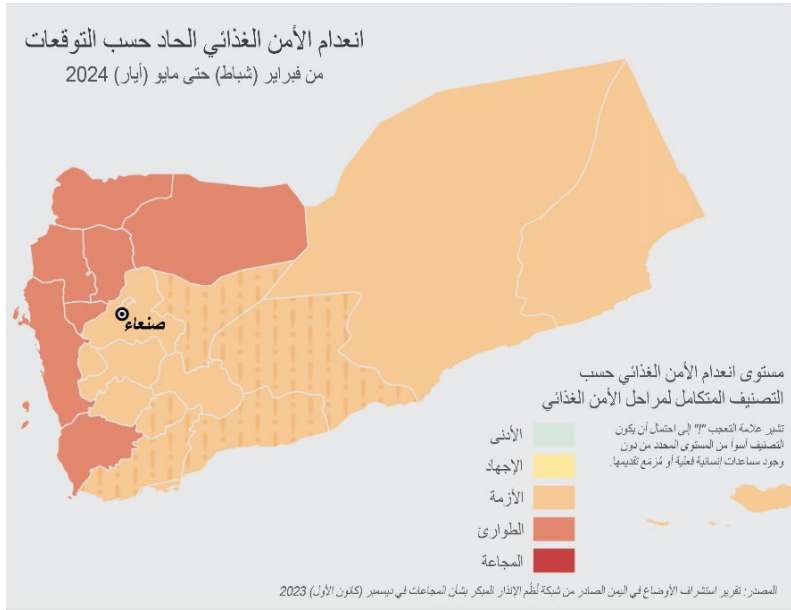 انعدام الأمن الغذائي الحاد حسب التوقعات
من فبراير (شباط) حتى مايو (أيار) 2024
صنعاء
مستوى انعدام الأمن الغذائي حسب
التصنيف المتكامل لمراحل الأمن الغذائي
تشير علامة التعجب "!" إلى احتمال أن يكون
التصنيف أسوأ من المستوى المحدد من دون
وجود مساعدات إنسانية فعلية أو مُزمَع تقديمها.
الأدنى
الإجهاد
الأزمة
الطوارئ
المجاعة
المصدر: تقرير استشراف الأوضاع في اليمن الصادر من شبكة نُظُم الإنذار المبكر بشأن المجاعات في ديسمبر (كانون الأول) 2023